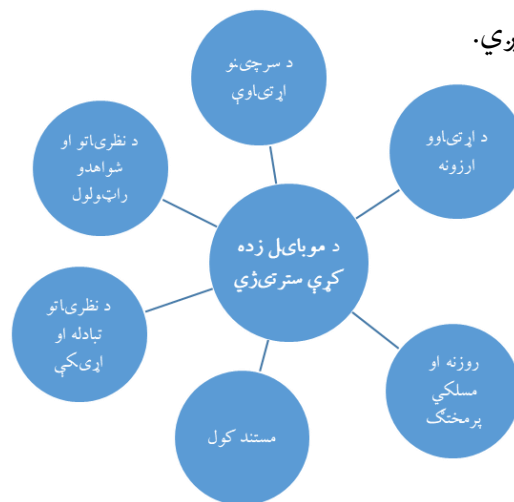 د سرچینو
اړتیاوې
د اړتیاوو
ارزونه
د نظریاتو او
شواهدو
راټولول
د موبایل زده
کړې ستراتیژي
د نظریاتو
تبادله او
اړیکې
روزنه او
مسلکي
پرمختګ
مستند کول